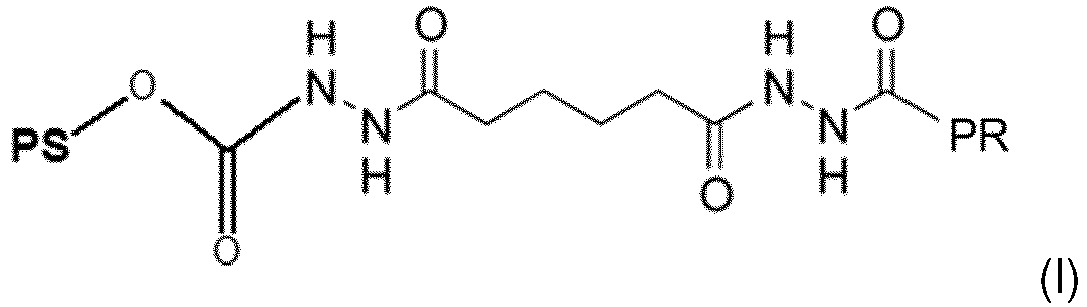 H O H O
O N N PR
PS N N
H O H
O
(I)